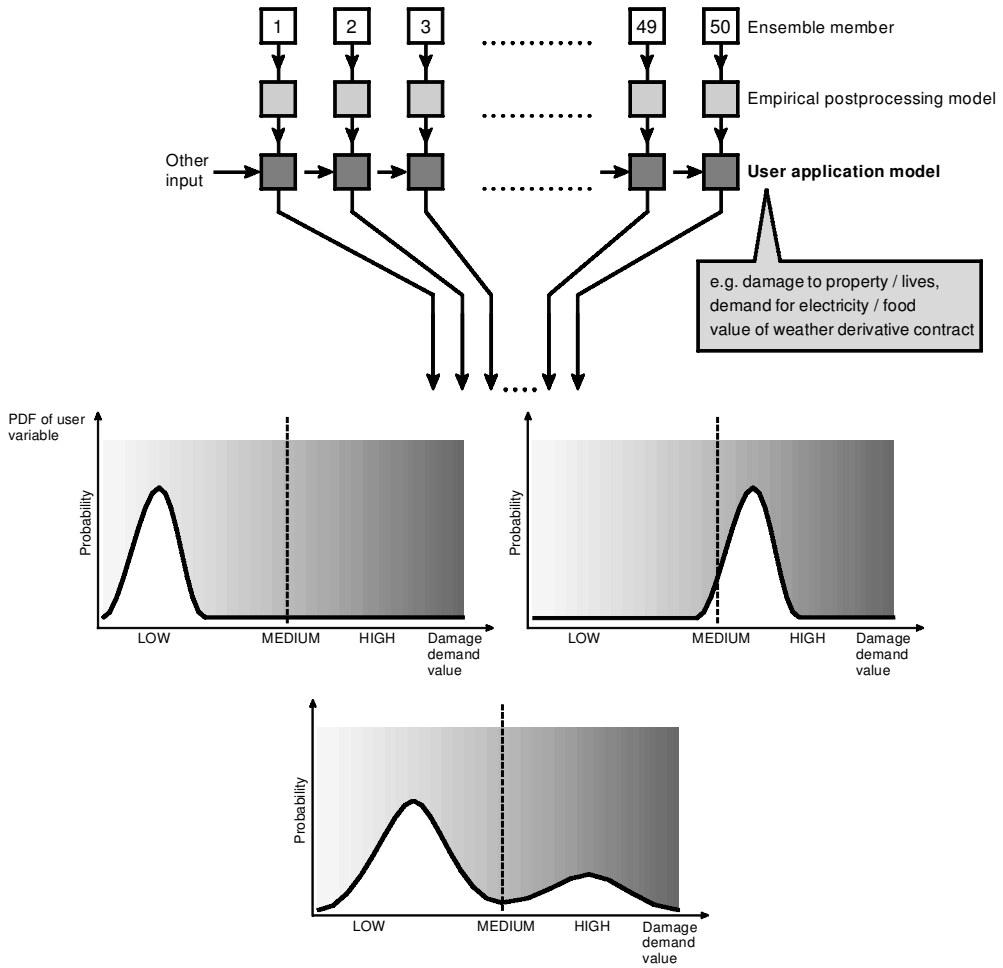 1 2 3 49 50 Ensemble member
Empirical postprocessing model
Other
input
User application model
e.g. damage to property / lives,
demand for electricity / food
value of weather derivative contract
PDF of user
variable
Probability
LOW MEDIUM HIGH Damage
demand
value
Probability
LOW MEDIUM HIGH Damage
demand
value
Probability
LOW MEDIUM HIGH Damage
demand
value